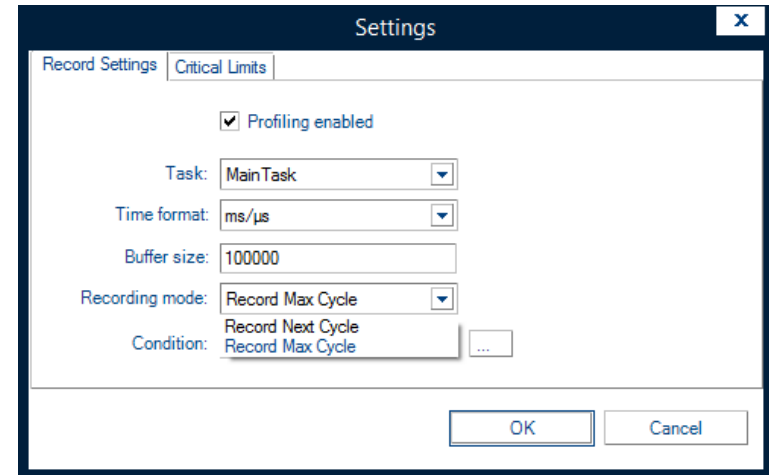 Settings
x
Record Settings Critical Limits
Profiling enabled
Task: MainTask
Time format: ms/µs
Buffer size: 100000
Recording mode: Record Max Cycle
Record Next Cycle
Condition: Record Max Cycle ...
OK Cancel